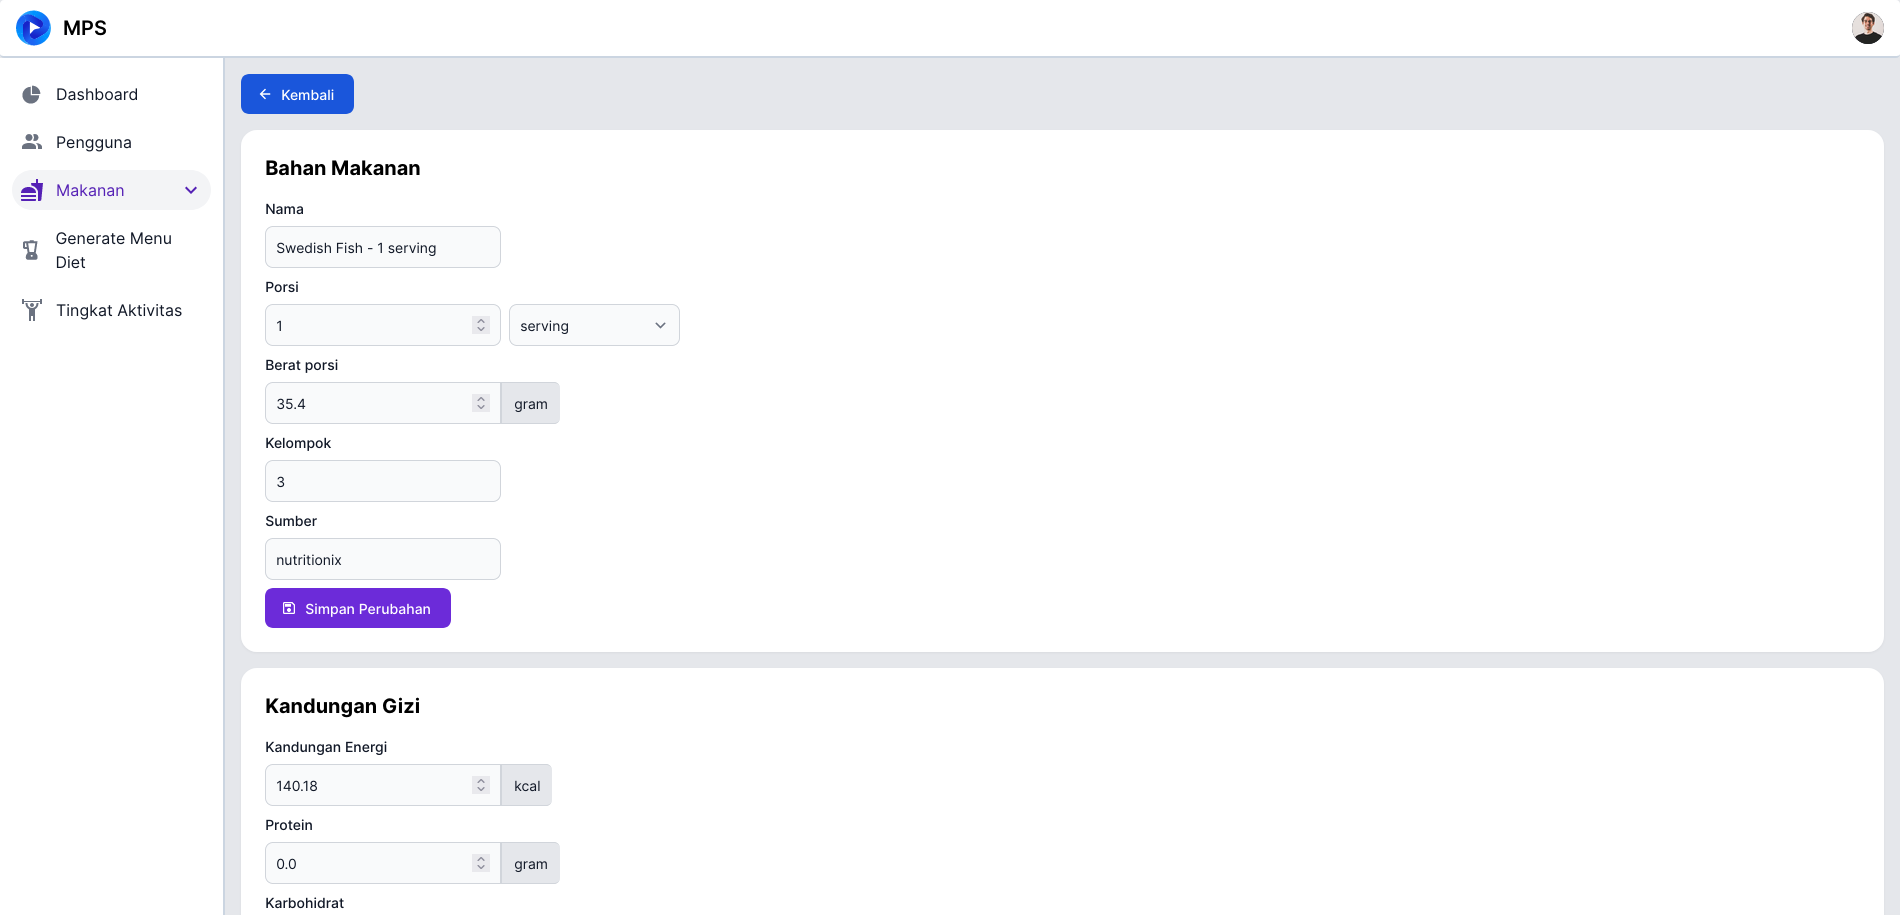 MPS
Dashboard
Pengguna
Makanan
Generate Menu
Diet
Tingkat Aktivitas
Kembali
Bahan Makanan
Nama
Swedish Fish - 1 serving
Porsi
1 serving
Berat porsi
35.4 gram
Kelompok
3
Sumber
nutritionix
Simpan Perubahan
Kandungan Gizi
Kandungan Energi
140.18 kcal
Protein
0.0 gram
Karbohidrat